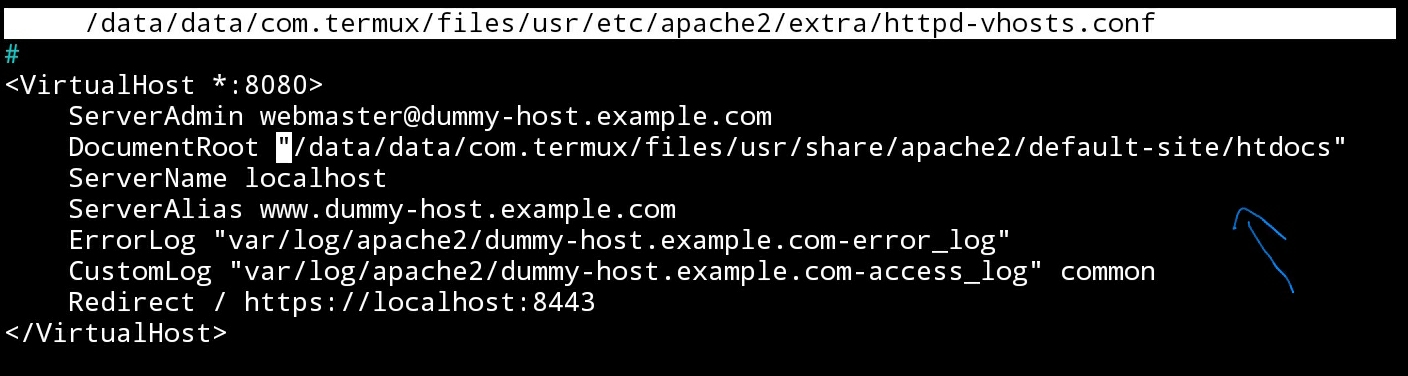 /data/data/com.termux/files/usr/etc/apache2/extra/httpd-vhosts.conf
#
<VirtualHost *:8080>
    ServerAdmin webmaster@dummy-host.example.com
    DocumentRoot "/data/data/com.termux/files/usr/share/apache2/default-site/htdocs"
    ServerName localhost
    ServerAlias www.dummy-host.example.com
    ErrorLog "var/log/apache2/dummy-host.example.com-error_log"
    CustomLog "var/log/apache2/dummy-host.example.com-access_log" common
    Redirect / https://localhost:8443
</VirtualHost>